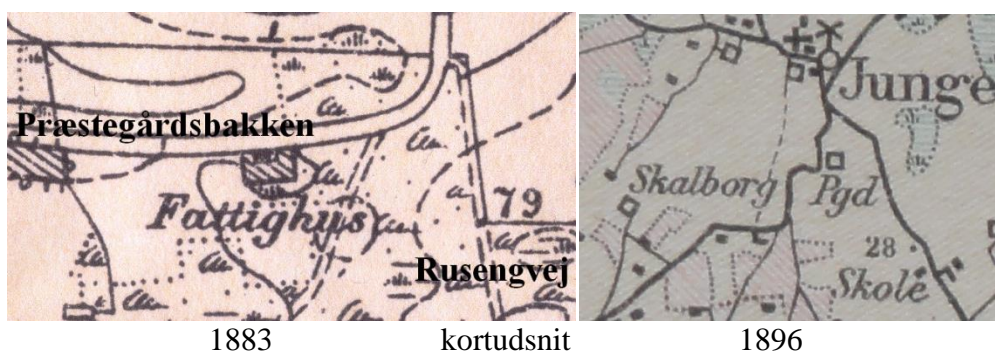 Præstegårdsbakken
Fattighus
79
Rusengvej
Junge
Skalborg
Pgd
28
Skole
1883 kortudsnit 1896